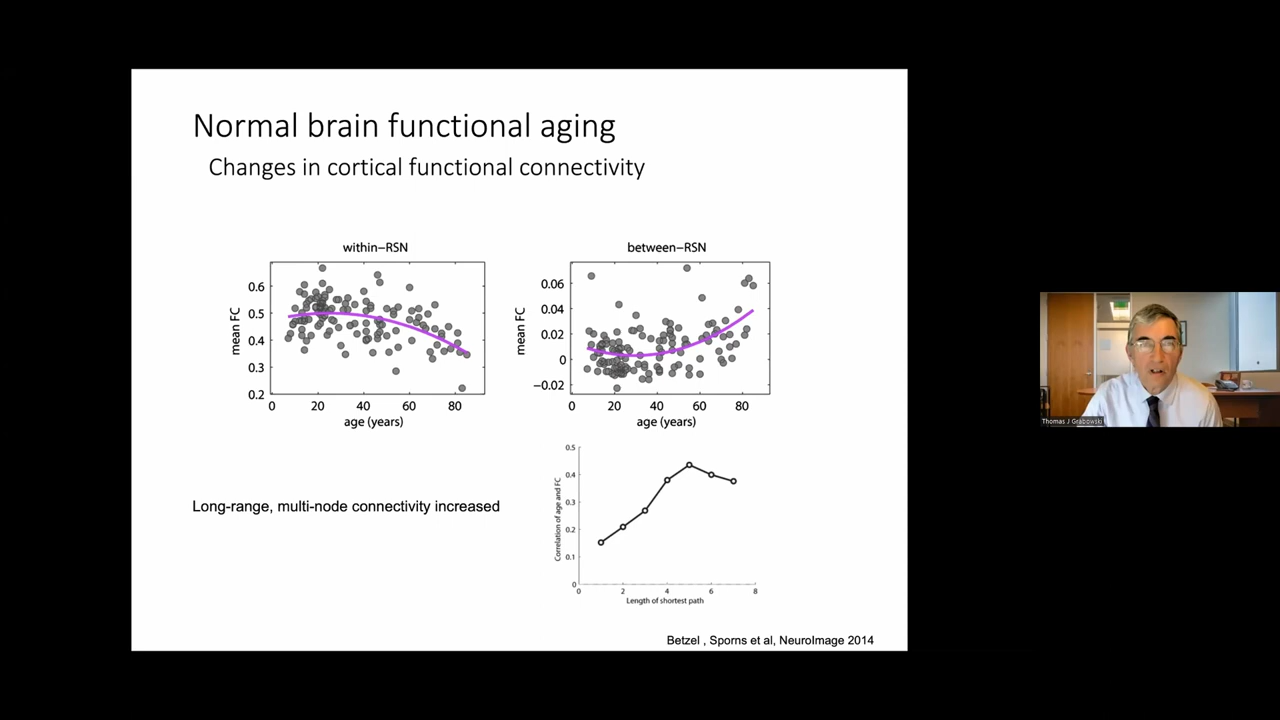 Normal brain functional aging
Changes in cortical functional connectivity
within–RSN
mean FC
0.6
0.5
0.4
0.3
0.2
0 20 40 60 80
age (years)
between–RSN
mean FC
0.06
0.04
0.02
0
−0.02
0 20 40 60 80
age (years)
Long-range, multi-node connectivity increased
Correlation of age and FC
0.5
0.4
0.3
0.2
0.1
0
0 2 4 6 8
Length of shortest path
Betzel , Sporns et al, NeuroImage 2014
Thomas J Grabowski